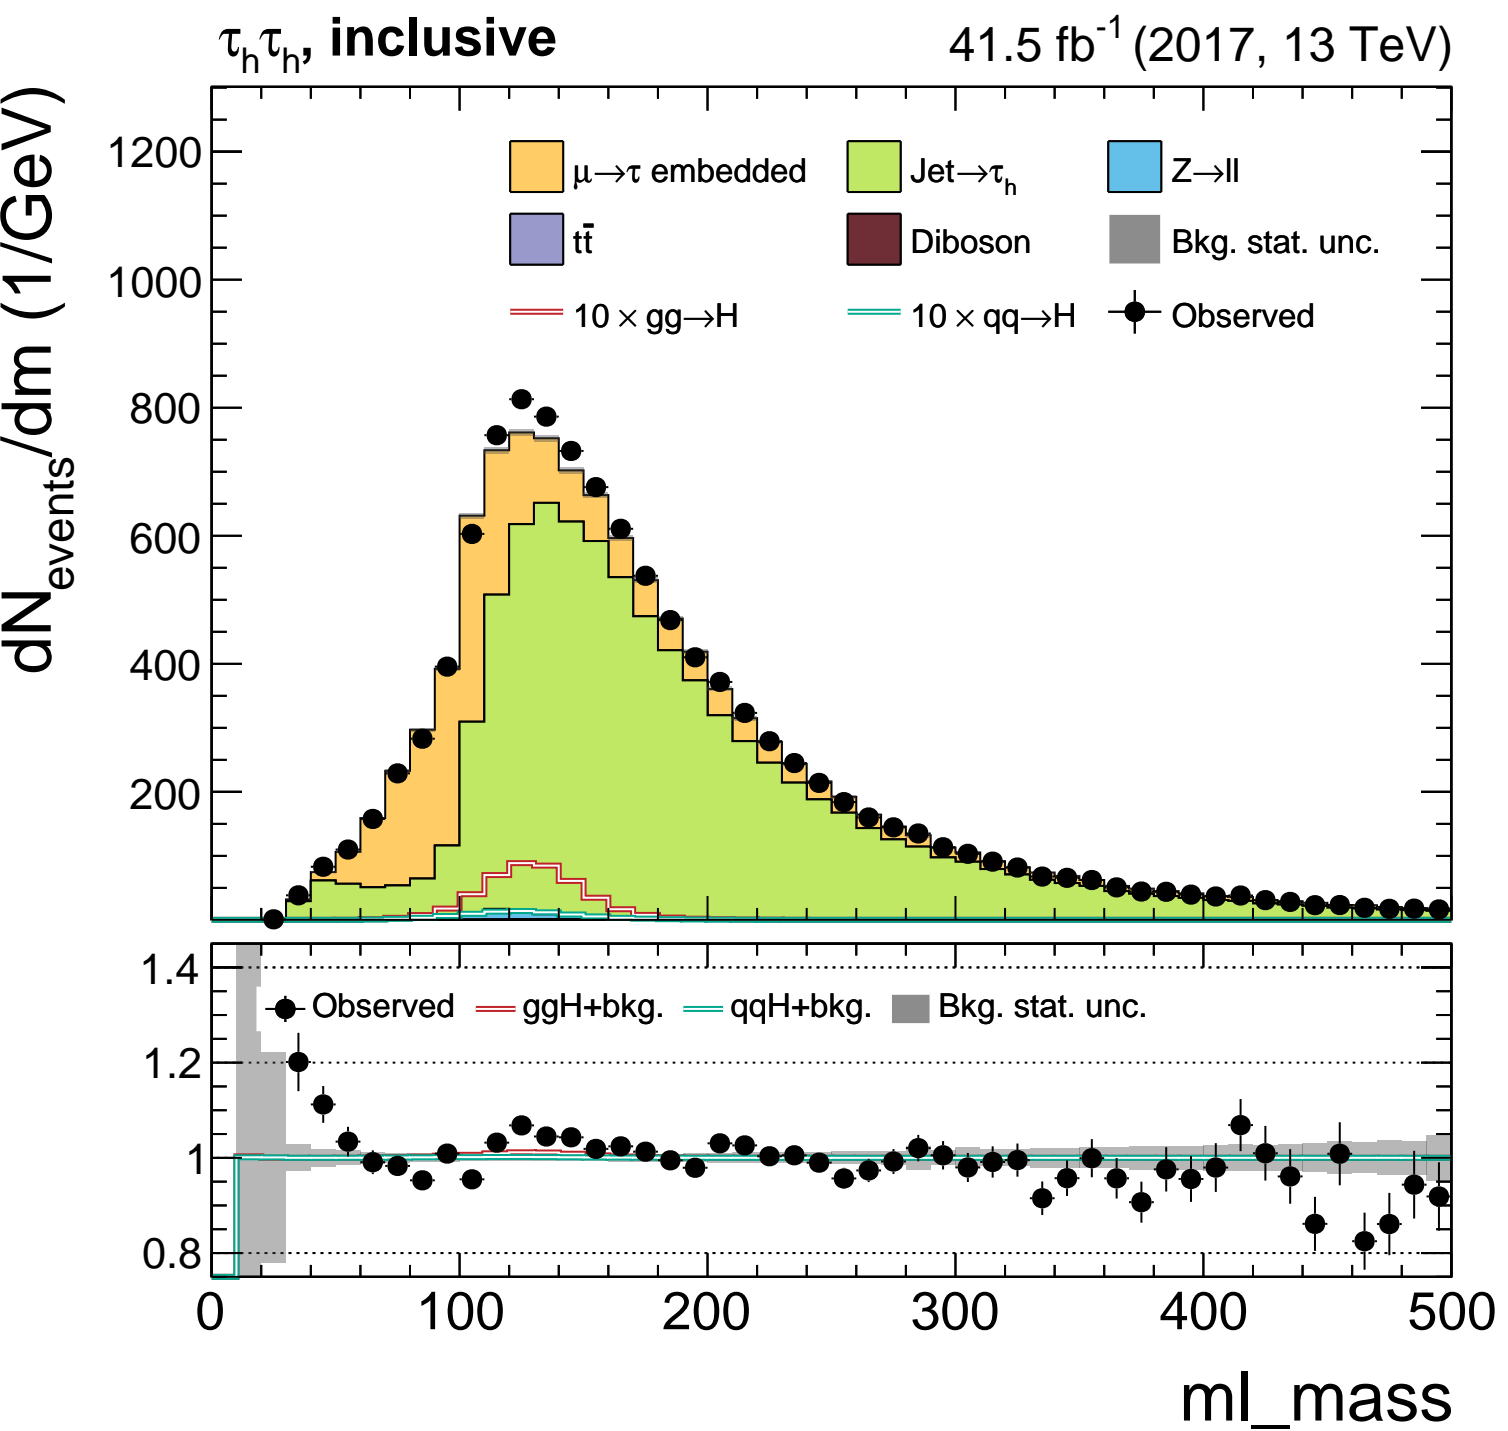 τhτh, inclusive
41.5 fb-1 (2017, 13 TeV)
dNevents/dm (1/GeV)
1200
1000
800
600
400
200
μ→τ embedded
Jet→τh
Z→ll
tt̄
Diboson
Bkg. stat. unc.
10 × gg→H
10 × qq→H
Observed
1.4
1.2
1
0.8
Observed
ggH+bkg.
qqH+bkg.
Bkg. stat. unc.
0
100
200
300
400
500
ml_mass